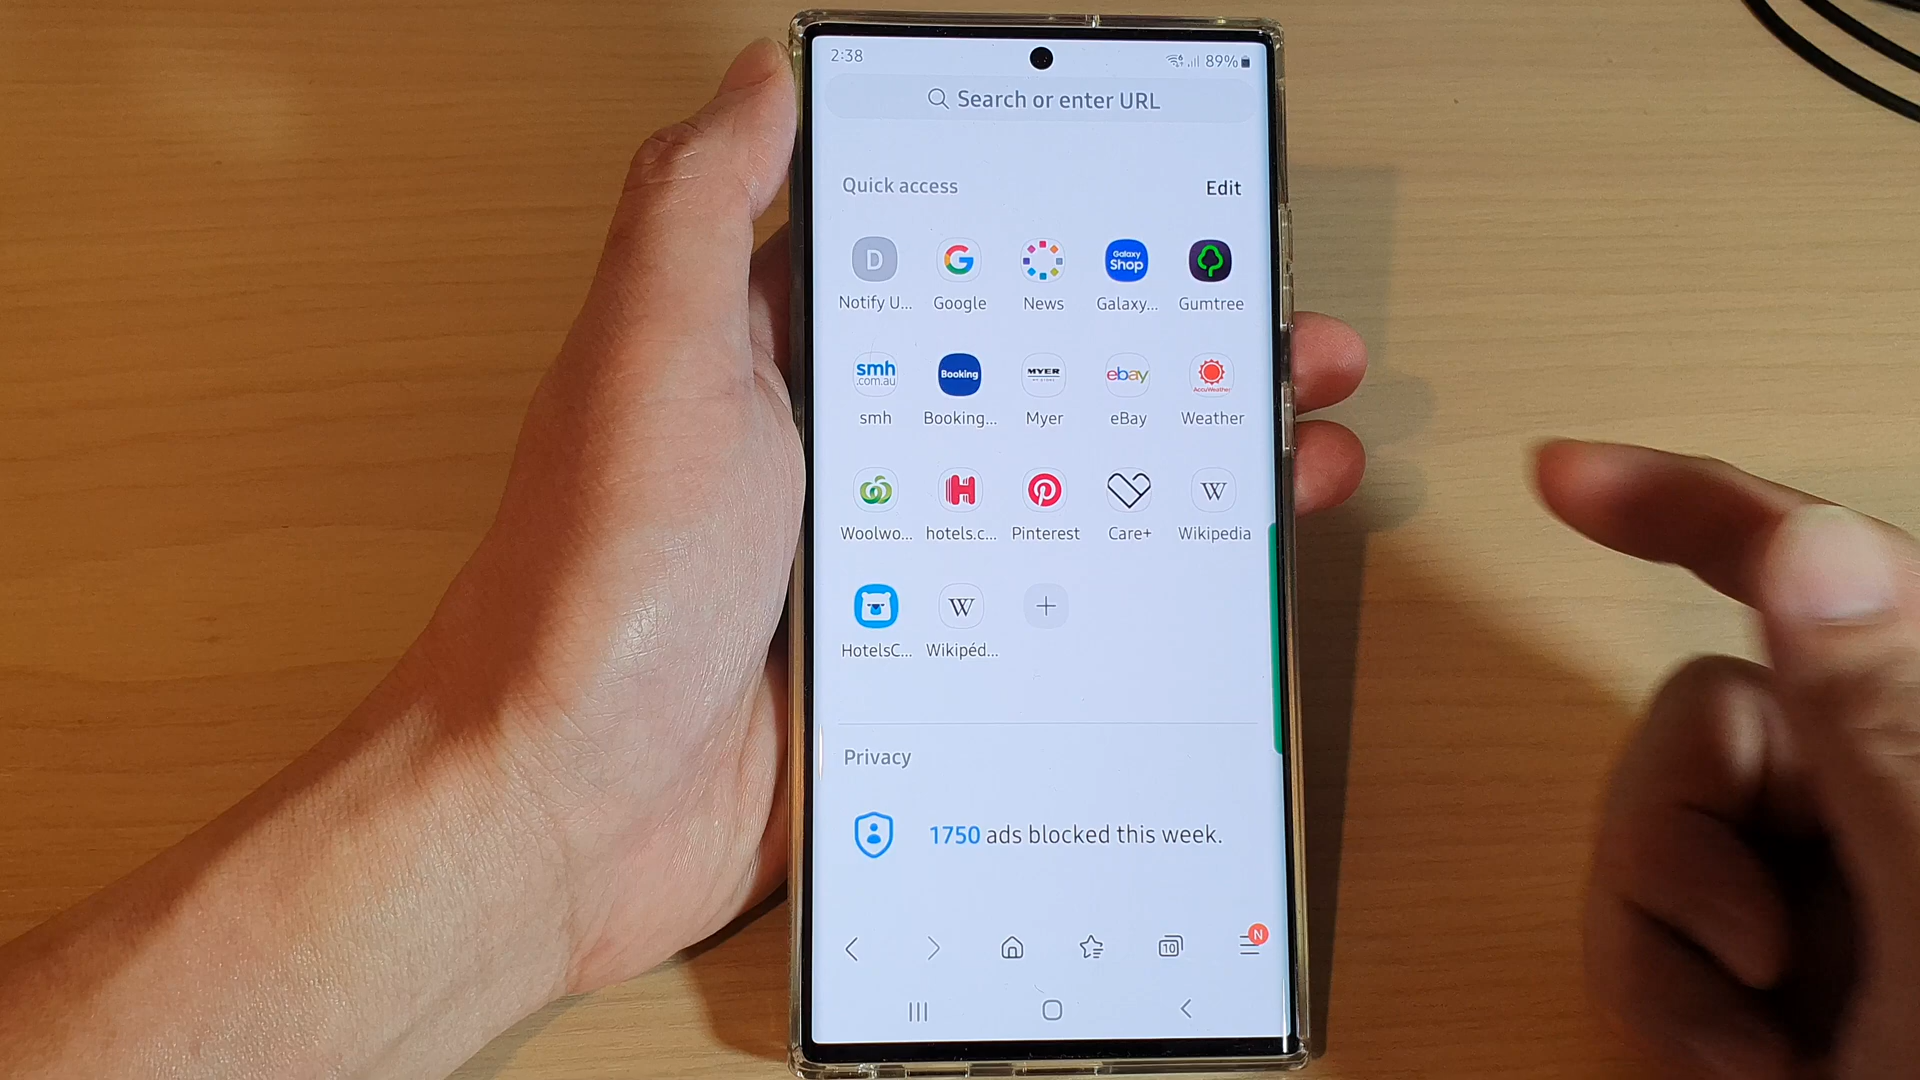 2:38 89%
Search or enter URL
Quick access Edit
D G Galaxy Shop
Notify U... Google News Galaxy... Gumtree
smh .com.au Booking MYER ebay AccuWeather
smh Booking... Myer eBay Weather
H W
Woolwo... hotels.c... Pinterest Care+ Wikipedia
W
HotelsC... Wikipéd...
Privacy
1750 ads blocked this week.
10 N